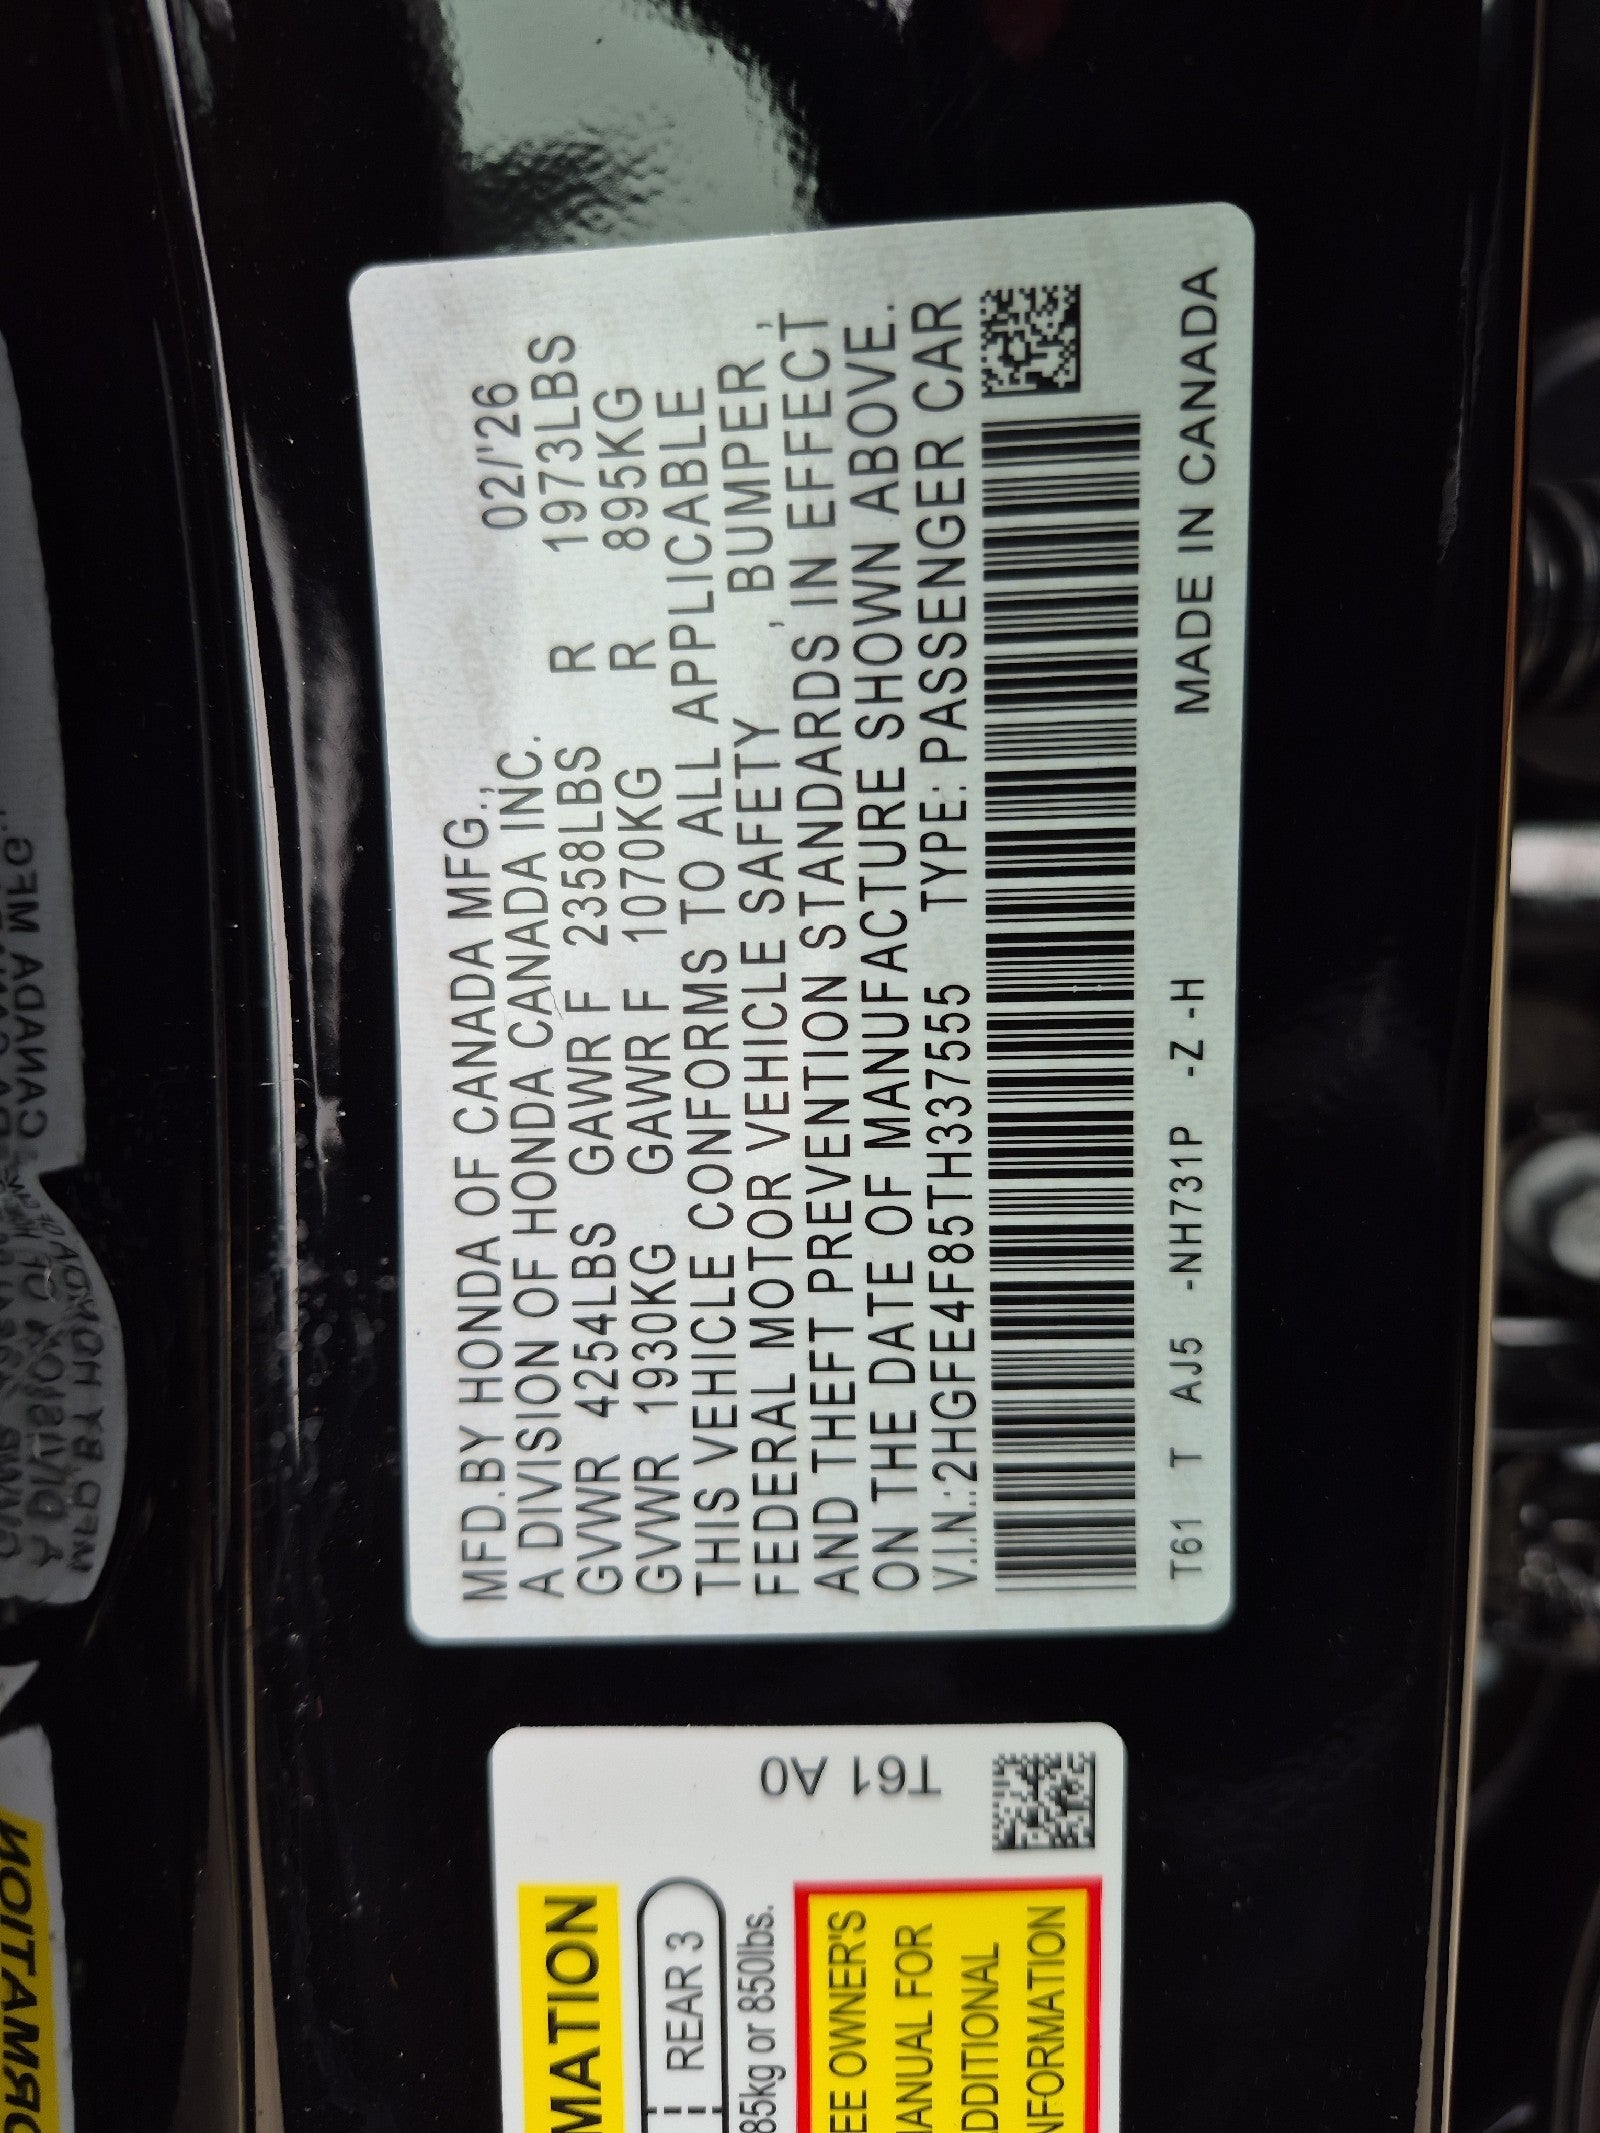 MFD.BY HONDA OF CANADA MFG.,
A DIVISION OF HONDA CANADA INC. 02/'26
GVWR 4254LBS GAWR F 2358LBS R 1973LBS
GVWR 1930KG GAWR F 1070KG R 895KG
THIS VEHICLE CONFORMS TO ALL APPLICABLE
FEDERAL MOTOR VEHICLE SAFETY , BUMPER ,
AND THEFT PREVENTION STANDARDS IN EFFECT
ON THE DATE OF MANUFACTURE SHOWN ABOVE.
V.I.N.:2HGFE4F85TH337555 TYPE: PASSENGER CAR
T61 T AJ5 -NH731P -Z -H MADE IN CANADA
MATION
REAR 3
85kg or 850lbs.
EE OWNER'S
ANUAL FOR
DDITIONAL
NFORMATION
T61 A0